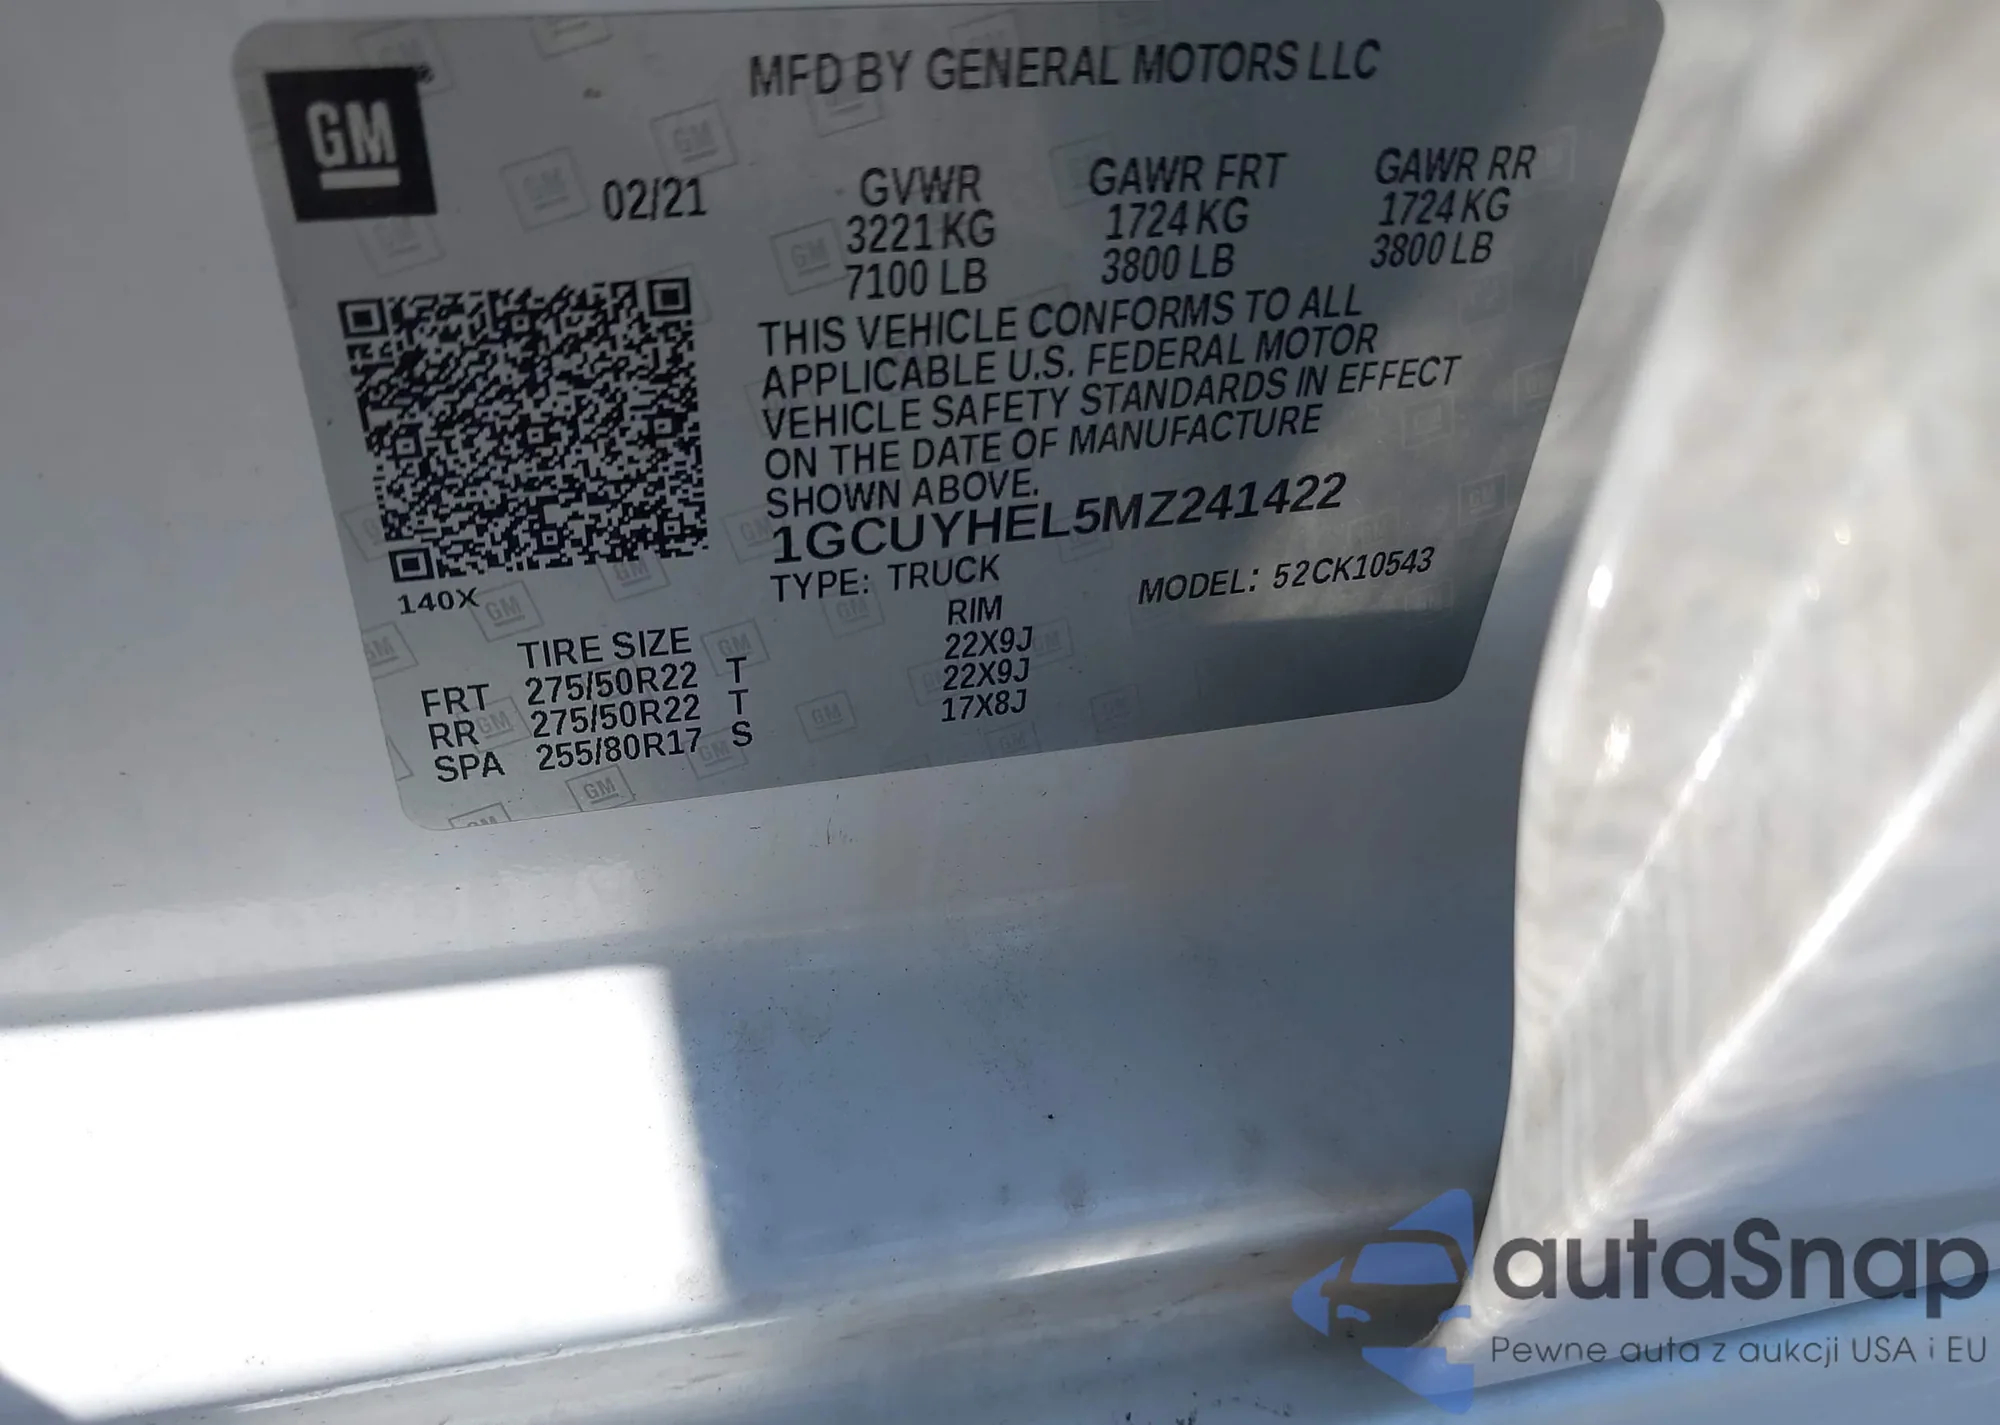 GM
MFD BY GENERAL MOTORS LLC
02/21
GVWR GAWR FRT GAWR RR
3221 KG 1724 KG 1724 KG
7100 LB 3800 LB 3800 LB
THIS VEHICLE CONFORMS TO ALL
APPLICABLE U.S. FEDERAL MOTOR
VEHICLE SAFETY STANDARDS IN EFFECT
ON THE DATE OF MANUFACTURE
SHOWN ABOVE.
1GCUYHEL5MZ241422
TYPE: TRUCK MODEL: 52CK10543
140X
TIRE SIZE RIM
FRT 275/50R22 T 22X9J
RR 275/50R22 T 22X9J
SPA 255/80R17 S 17X8J
autaSnap
Pewne auta z aukcji USA i EU